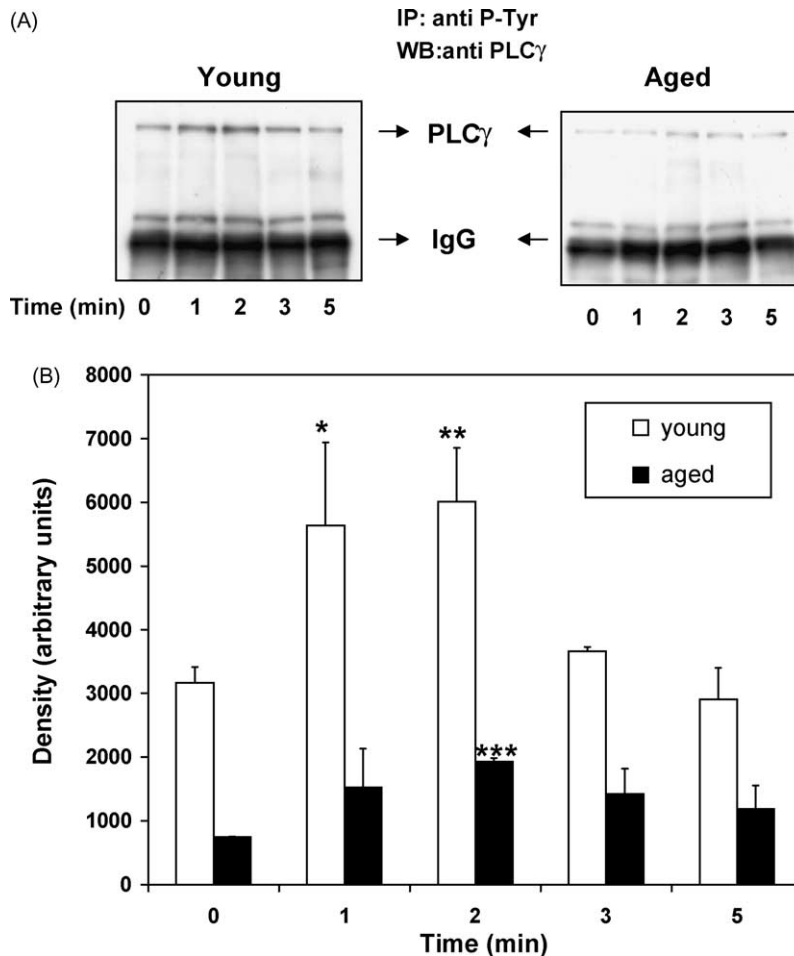 (A)
IP: anti P-Tyr
WB:anti PLCγ
Young
Aged
→ PLCγ ←
→ IgG ←
Time (min) 0 1 2 3 5
0 1 2 3 5
(B)
8000
7000
6000
5000
4000
3000
2000
1000
0
Density (arbitrary units)
* ** ***
young
aged
0 1 2 3 5
Time (min)